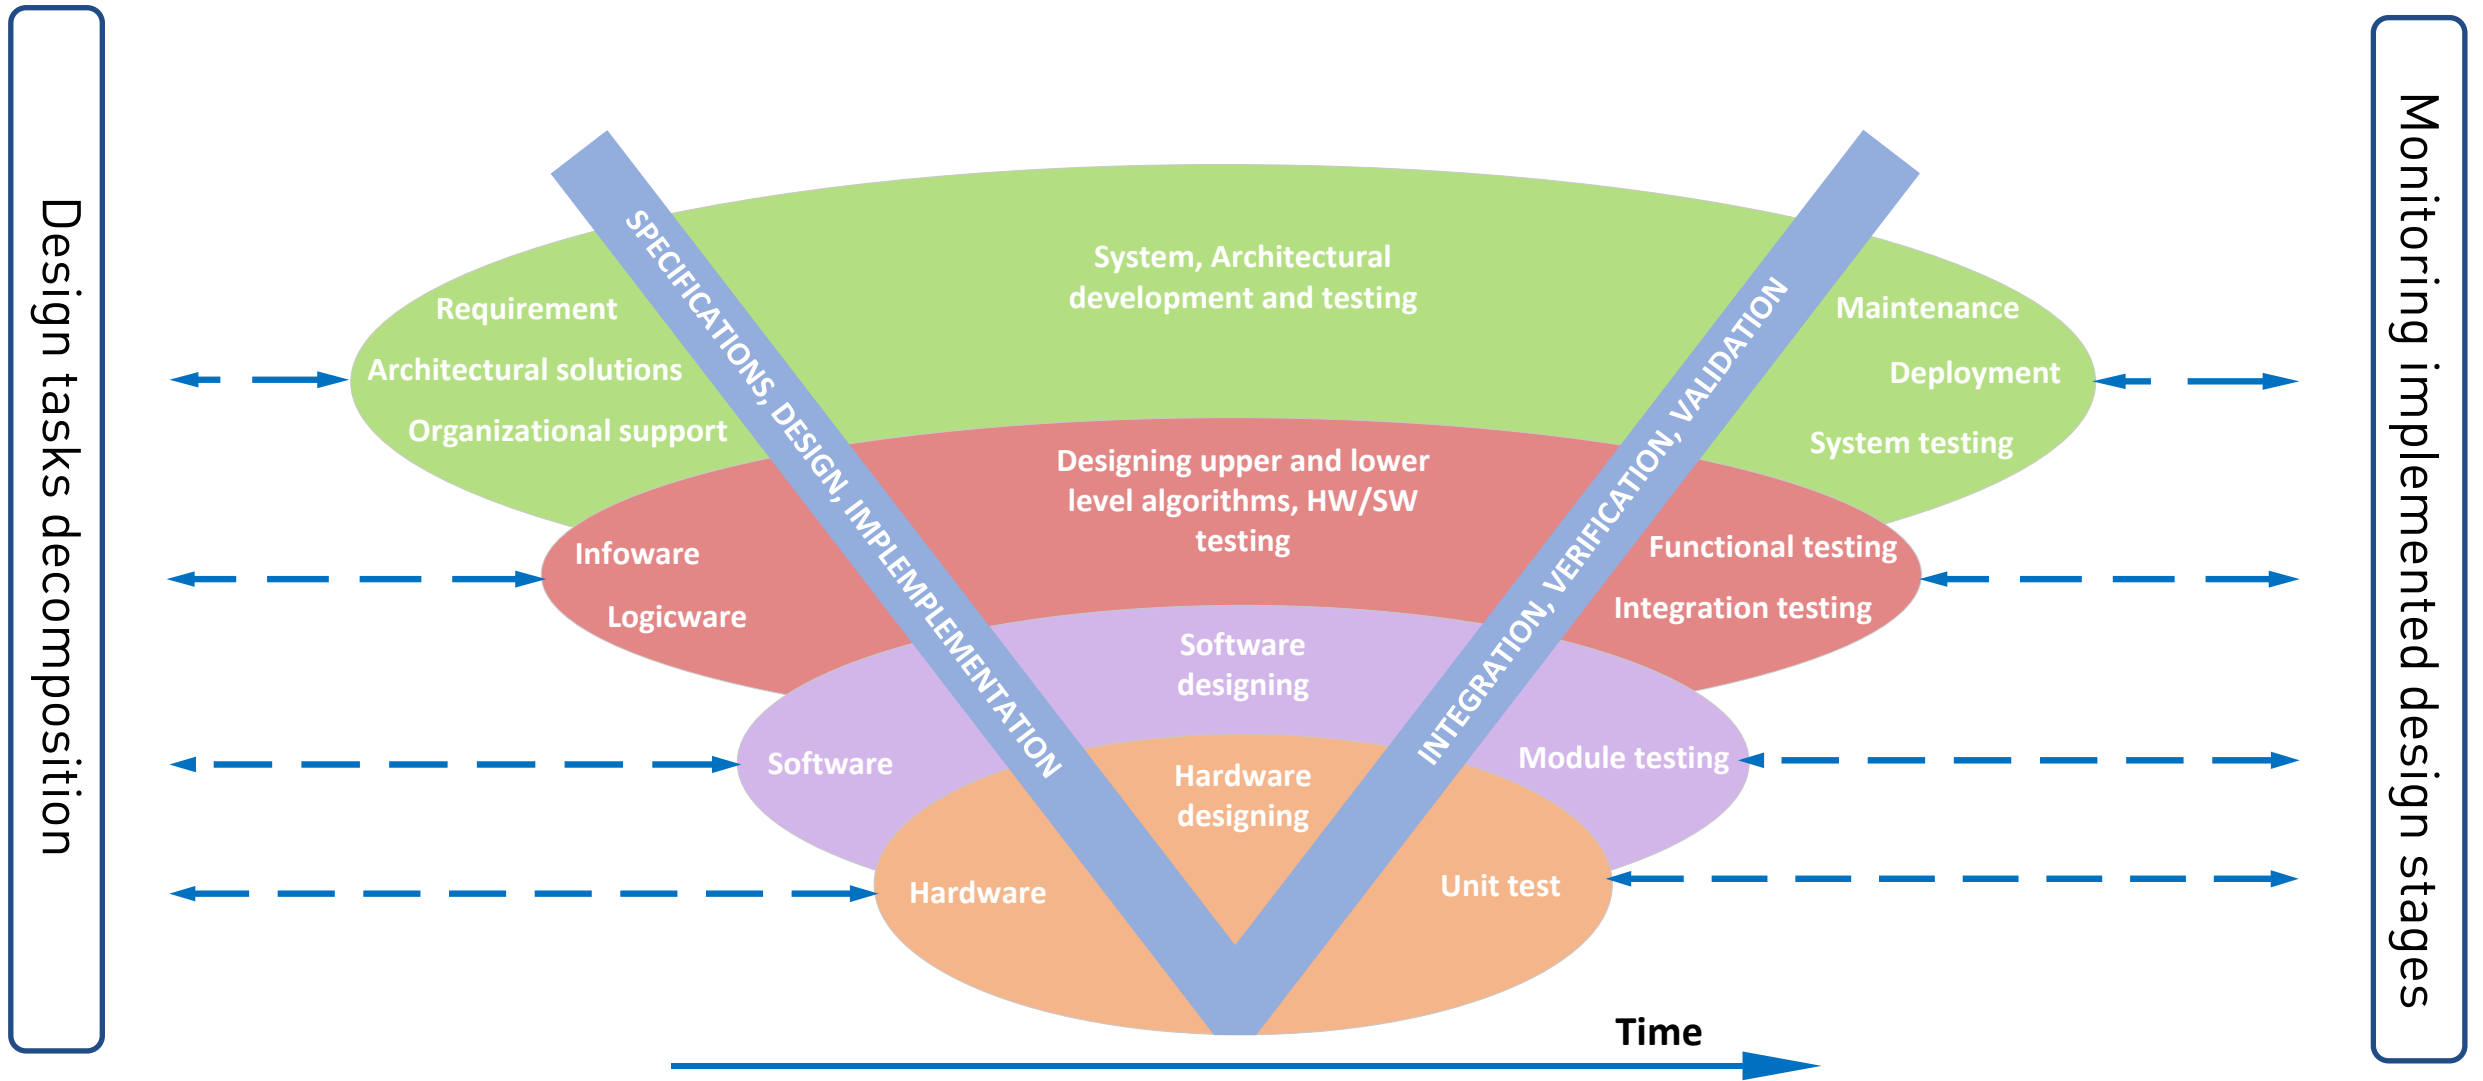 Design tasks decomposition
SPECIFICATIONS, DESIGN, IMPLEMPLEMENTATION
Requirement
Architectural solutions
Organizational support
Infoware
Logicware
Software
Hardware
System, Architectural
development and testing
Designing upper and lower
level algorithms, HW/SW
testing
Software
designing
Hardware
designing
INTEGRATION, VERIFICATION, VALIDATION
Maintenance
Deployment
System testing
Functional testing
Integration testing
Module testing
Unit test
Time
Monitoring implemented design stages